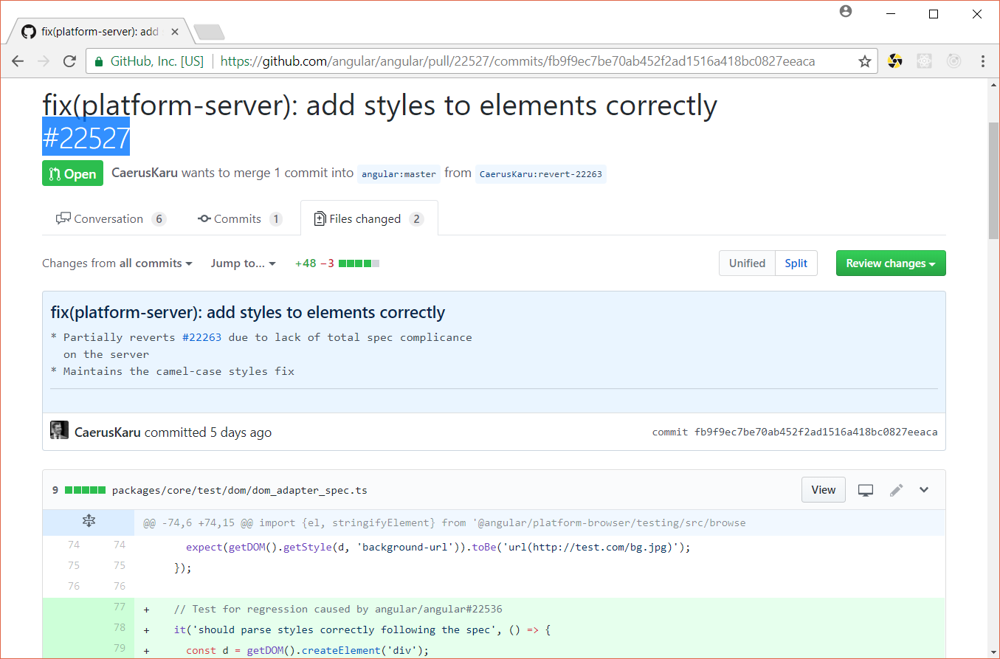 fix(platform-server): add
GitHub, Inc. [US] https://github.com/angular/angular/pull/22527/commits/fb9f9ec7be70ab452f2ad1516a418bc0827eeaca
fix(platform-server): add styles to elements correctly
#22527
Open CaerusKaru wants to merge 1 commit into angular:master from CaerusKaru:revert-22263
Conversation 6 Commits 1 Files changed 2
Changes from all commits Jump to... +48 −3 Unified Split Review changes
fix(platform-server): add styles to elements correctly
* Partially reverts #22263 due to lack of total spec complicance
on the server
* Maintains the camel-case styles fix
CaerusKaru committed 5 days ago commit fb9f9ec7be70ab452f2ad1516a418bc0827eeaca
9 packages/core/test/dom/dom_adapter_spec.ts View
@@ -74,6 +74,15 @@ import {el, stringifyElement} from '@angular/platform-browser/testing/src/browse
74 74 expect(getDOM().getStyle(d, 'background-url')).toBe('url(http://test.com/bg.jpg)');
75 75 });
76 76
77 + // Test for regression caused by angular/angular#22536
78 + it('should parse styles correctly following the spec', () => {
79 + const d = getDOM().createElement('div');